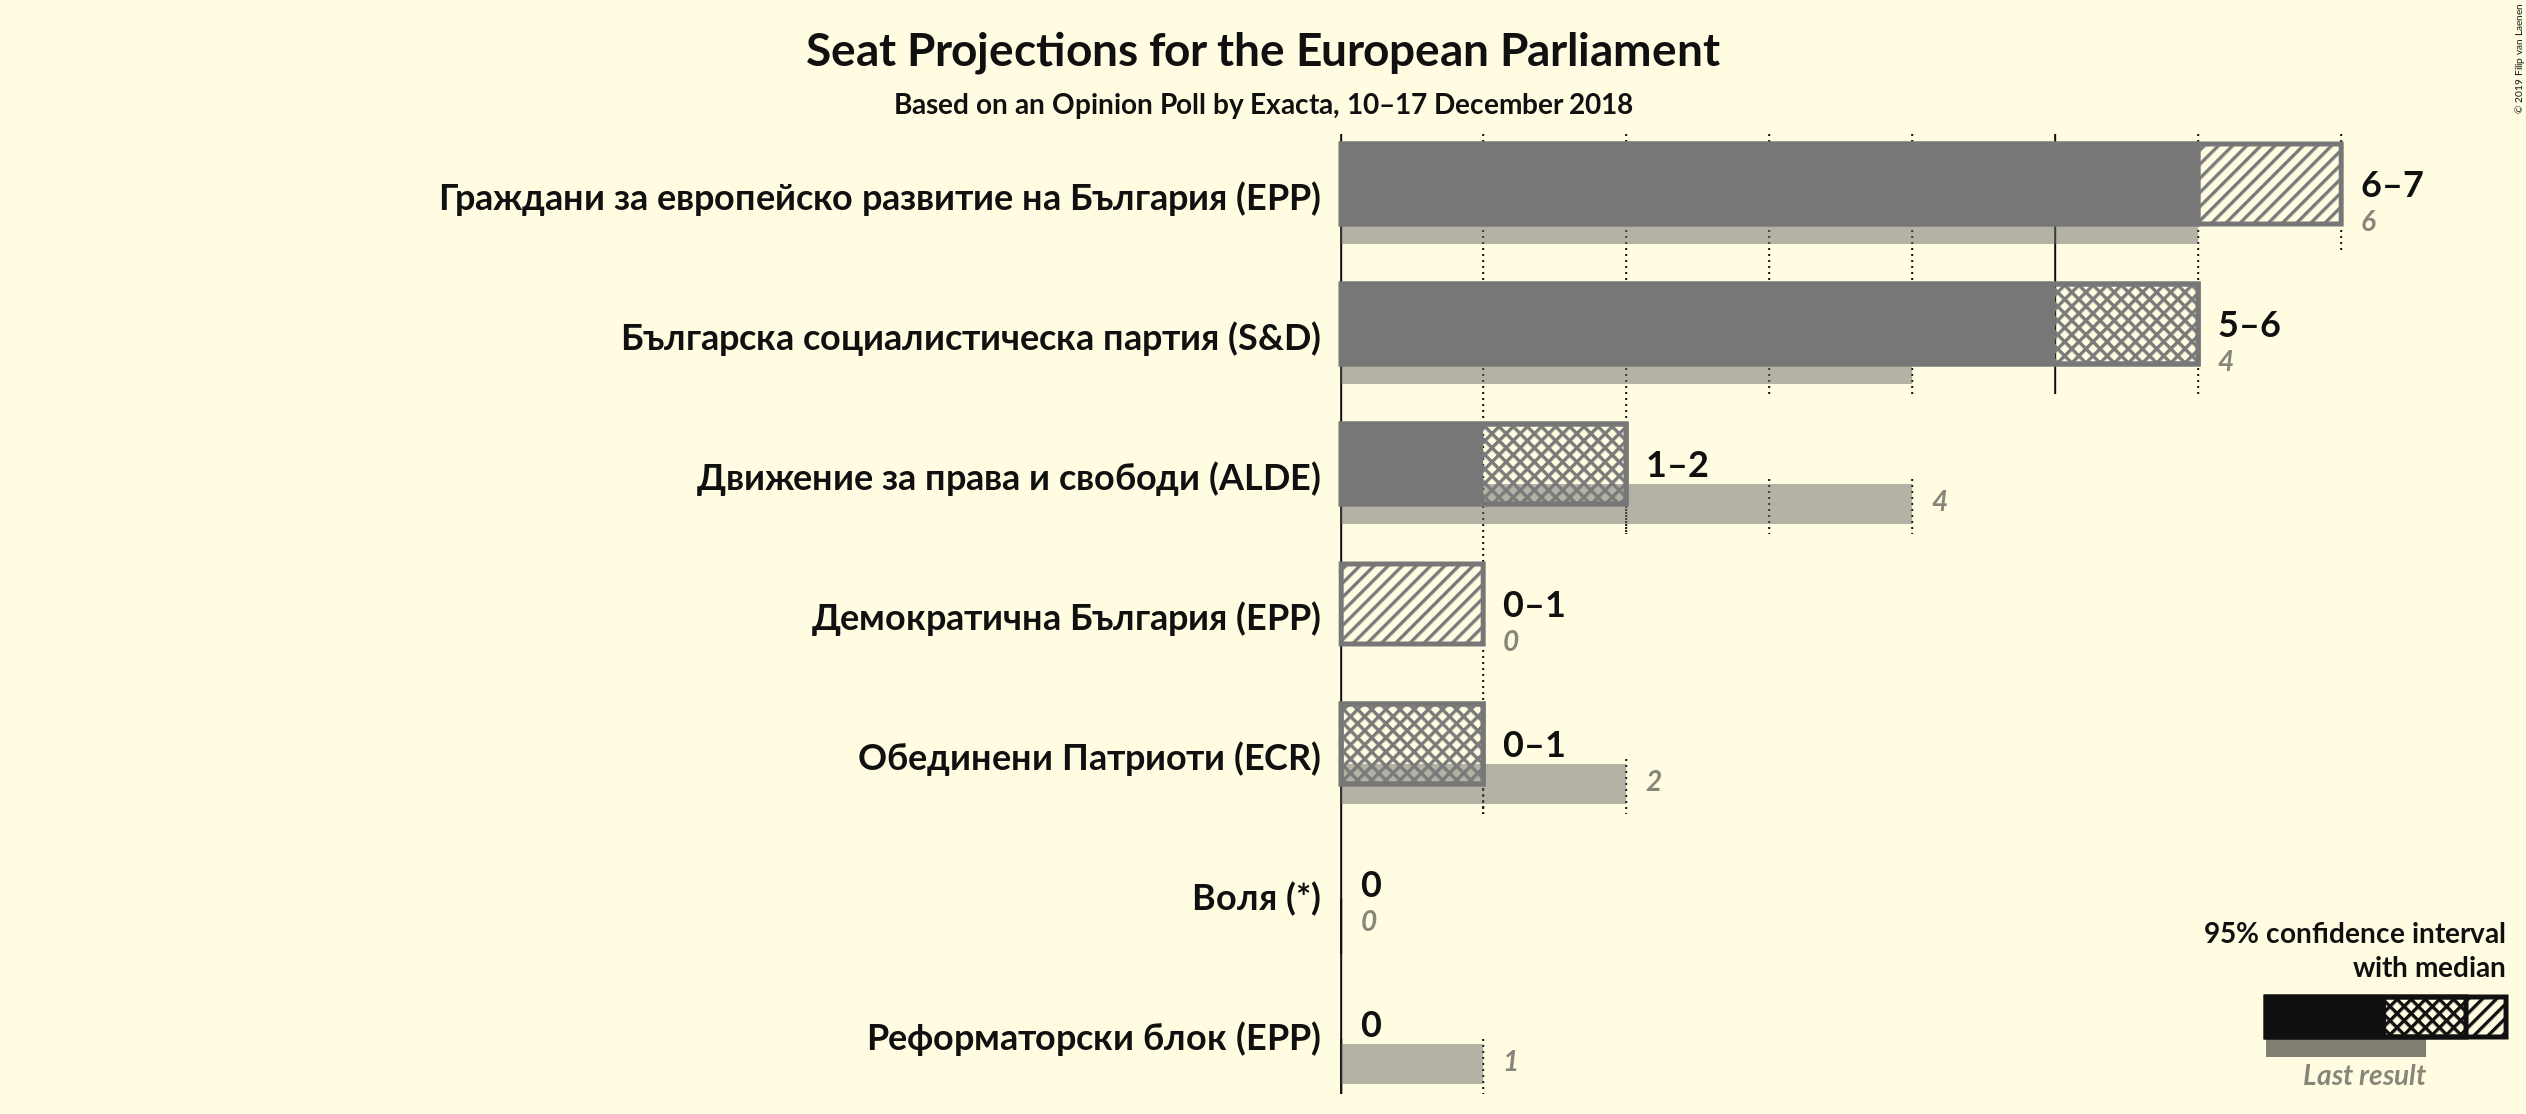 Seat Projections for the European Parliament
Based on an Opinion Poll by Exacta, 10–17 December 2018
© 2019 Filip van Laenen
Граждани за европейско развитие на България (EPP)
6–7
6
Българска социалистическа партия (S&D)
5–6
4
Движение за права и свободи (ALDE)
1–2
4
Демократична България (EPP)
0–1
0
Обединени Патриоти (ECR)
0–1
2
Воля (*)
0
0
Реформаторски блок (EPP)
0
1
95% confidence interval
with median
Last result